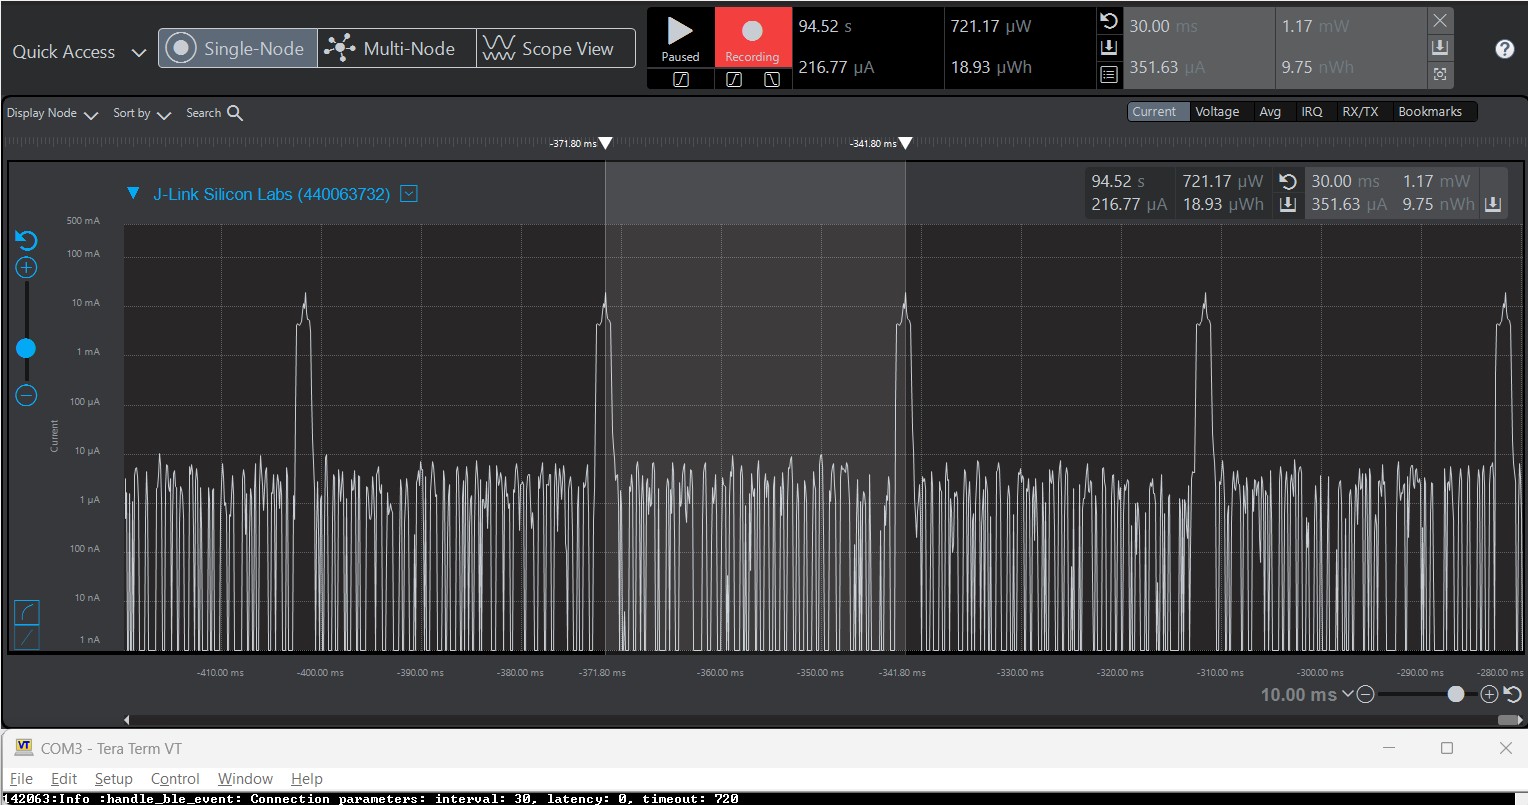 Quick Access
Single-Node
Multi-Node
Scope View
Paused
Recording
94.52 s
721.17 µW
216.77 µA
18.93 µWh
30.00 ms
1.17 mW
351.63 µA
9.75 nWh
Display Node
Sort by
Search
Current
Voltage
Avg
IRQ
RX/TX
Bookmarks
-371.80 ms
-341.80 ms
J-Link Silicon Labs (440063732)
94.52 s 721.17 µW
216.77 µA 18.93 µWh
30.00 ms 1.17 mW
351.63 µA 9.75 nWh
500 mA
100 mA
10 mA
1 mA
100 µA
10 µA
1 µA
100 nA
10 nA
1 nA
Current
-410.00 ms -400.00 ms -390.00 ms -380.00 ms -371.80 ms -360.00 ms -350.00 ms -341.80 ms -330.00 ms -320.00 ms -310.00 ms -300.00 ms -290.00 ms -280.00 ms
10.00 ms
VT COM3 - Tera Term VT
File Edit Setup Control Window Help
142063:Info :handle_ble_event: Connection parameters: interval: 30, latency: 0, timeout: 720